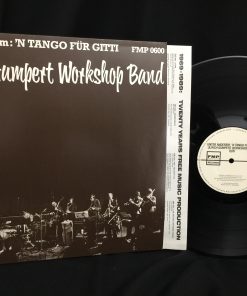 m: 'N TANGO FÜR GITTI
FMP 0600
umpert Workshop Band
1969/1989: TWENTY YEARS FREE MUSIC PRODUCTION
FMP